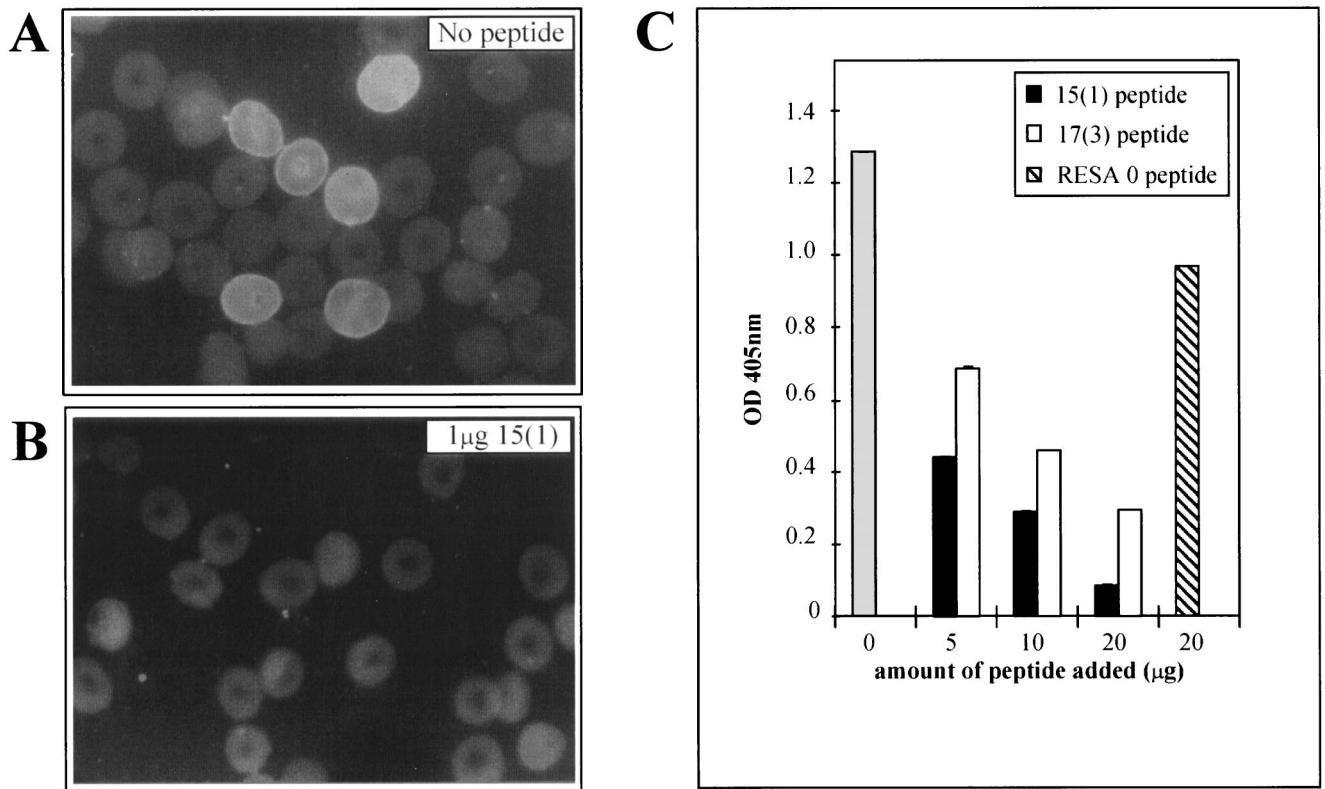 A
No peptide
B
1µg 15(1)
C
15(1) peptide
17(3) peptide
RESA 0 peptide
1.4
1.2
1.0
0.8
0.6
0.4
0.2
0
OD 405nm
0 5 10 20 20
amount of peptide added (µg)